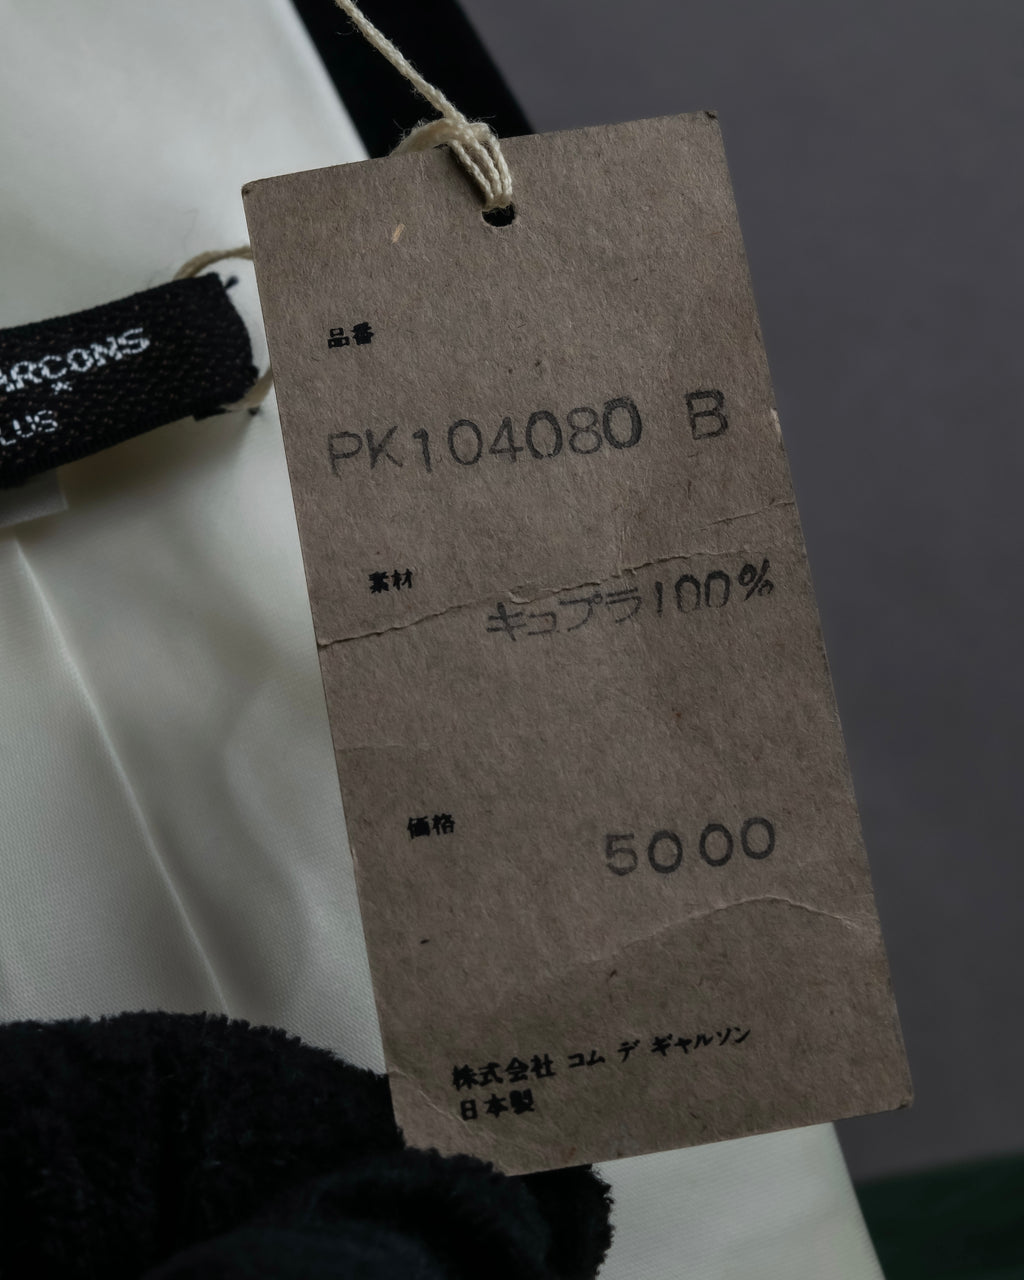 ARCONS
LUS
品番
PK104080 B
素材
キュプラ100%
価格
5000
株式会社 コム デ ギャルソン
日本製